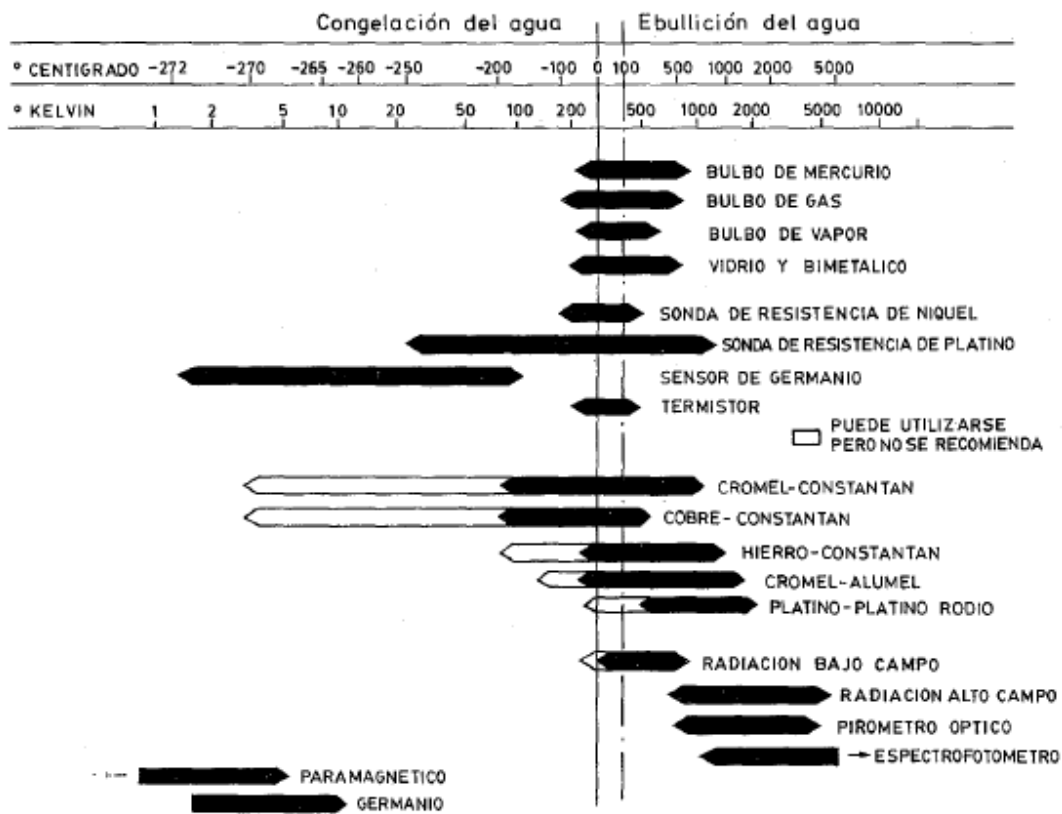 Congelación del agua Ebullición del agua
° CENTIGRADO -272 -270 -265 -260 -250 -200 -100 0 100 500 1000 2000 5000
° KELVIN 1 2 5 10 20 50 100 200 500 1000 2000 5000 10000
BULBO DE MERCURIO
BULBO DE GAS
BULBO DE VAPOR
VIDRIO Y BIMETALICO
SONDA DE RESISTENCIA DE NIQUEL
SONDA DE RESISTENCIA DE PLATINO
SENSOR DE GERMANIO
TERMISTOR
PUEDE UTILIZARSE
PERO NO SE RECOMIENDA
CROMEL-CONSTANTAN
COBRE-CONSTANTAN
HIERRO-CONSTANTAN
CROMEL-ALUMEL
PLATINO-PLATINO RODIO
RADIACION BAJO CAMPO
RADIACION ALTO CAMPO
PIROMETRO OPTICO
ESPECTROFOTOMETRO
PARAMAGNETICO
GERMANIO